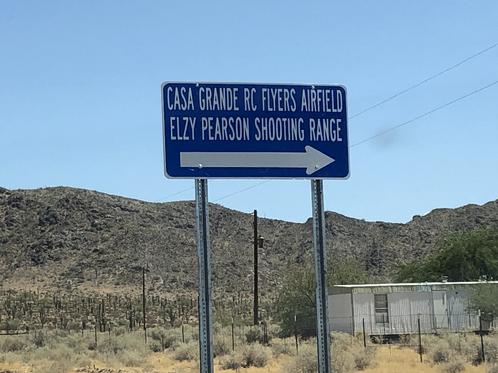 CASA GRANDE RC FLYERS AIRFIELD
ELZY PEARSON SHOOTING RANGE